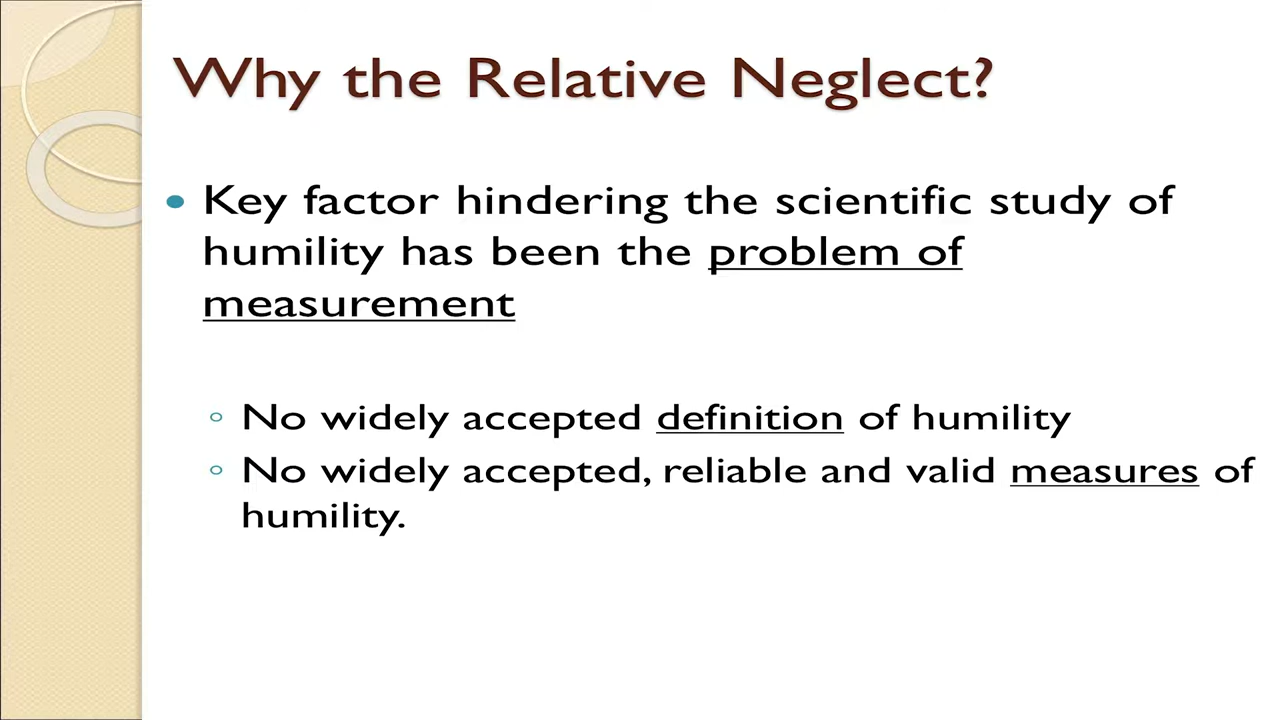 Why the Relative Neglect?
• Key factor hindering the scientific study of
humility has been the problem of
measurement
◦ No widely accepted definition of humility
◦ No widely accepted, reliable and valid measures of
humility.